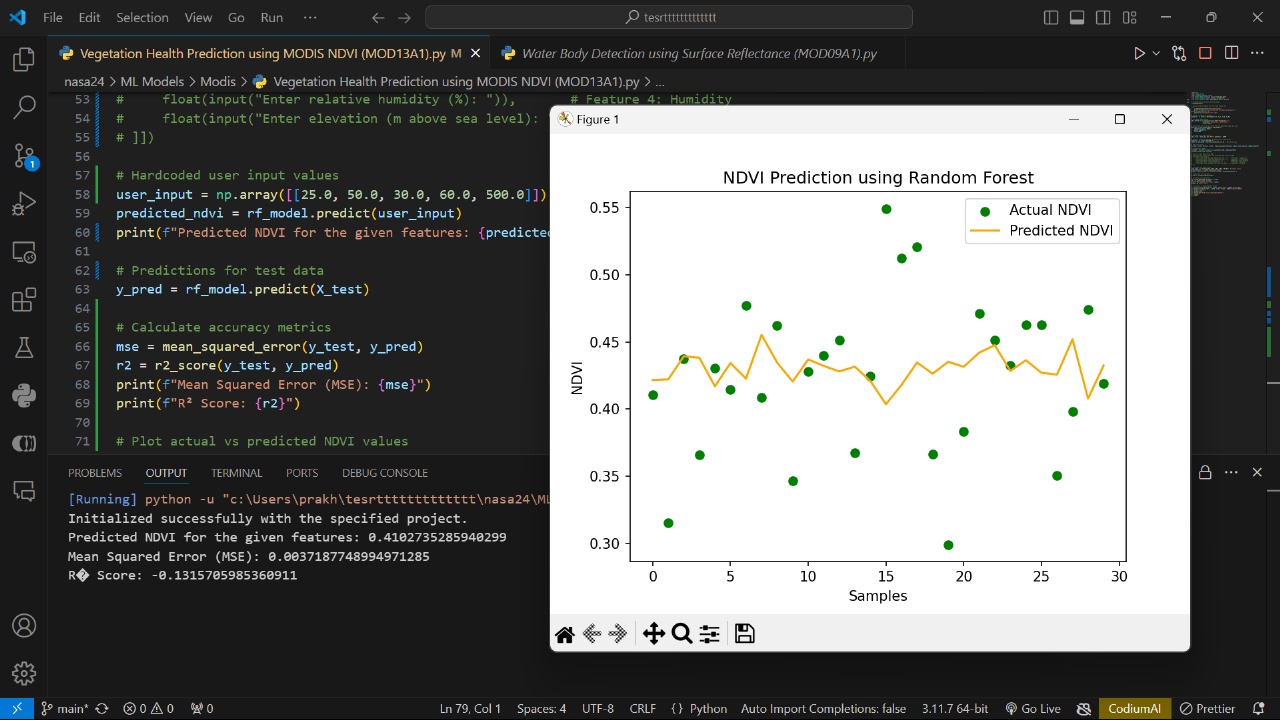 File Edit Selection View Go Run ··· tesrttttttttttttt
Vegetation Health Prediction using MODIS NDVI (MOD13A1).py M Water Body Detection using Surface Reflectance (MOD09A1).py
nasa24 > ML Models > Modis > Vegetation Health Prediction using MODIS NDVI (MOD13A1).py > ...
53 # float(input("Enter relative humidity (%): ")), # Feature 4: Humidity
54 # float(input("Enter elevation (m above sea level):
55 # ]])
56
57 # Hardcoded user input values
58 user_input = np.array([[20.0, 50.0, 30.0, 60.0, 500.0]])
59 predicted_ndvi = rf_model.predict(user_input)
60 print(f"Predicted NDVI for the given features: {predicte
61
62 # Predictions for test data
63 y_pred = rf_model.predict(X_test)
64
65 # Calculate accuracy metrics
66 mse = mean_squared_error(y_test, y_pred)
67 r2 = r2_score(y_test, y_pred)
68 print(f"Mean Squared Error (MSE): {mse}")
69 print(f"R² Score: {r2}")
70
71 # Plot actual vs predicted NDVI values
PROBLEMS OUTPUT TERMINAL PORTS DEBUG CONSOLE
[Running] python -u "c:\Users\prakh\tesrttttttttttttt\nasa24\ML
Initialized successfully with the specified project.
Predicted NDVI for the given features: 0.4102735285940299
Mean Squared Error (MSE): 0.0037187748994971285
R� Score: -0.1315705985360911
Figure 1
NDVI Prediction using Random Forest
Actual NDVI
Predicted NDVI
0.55
0.50
0.45
0.40
0.35
0.30
NDVI
0 5 10 15 20 25 30
Samples
1
main* 0 0 0 Ln 79, Col 1 Spaces: 4 UTF-8 CRLF {} Python Auto Import Completions: false 3.11.7 64-bit Go Live CodiumAI Prettier